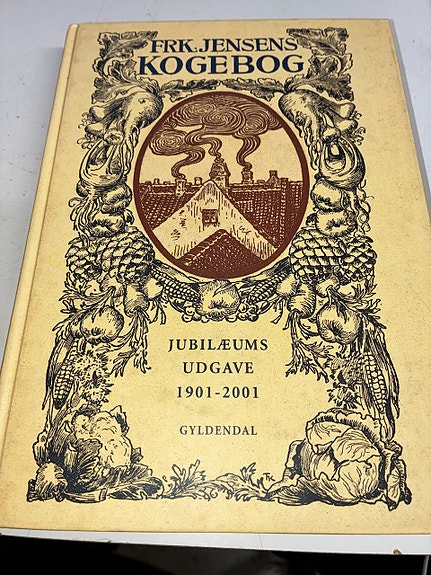 FRK. JENSENS
KOGEBOG
JUBILÆUMS
UDGAVE
1901-2001
GYLDENDAL